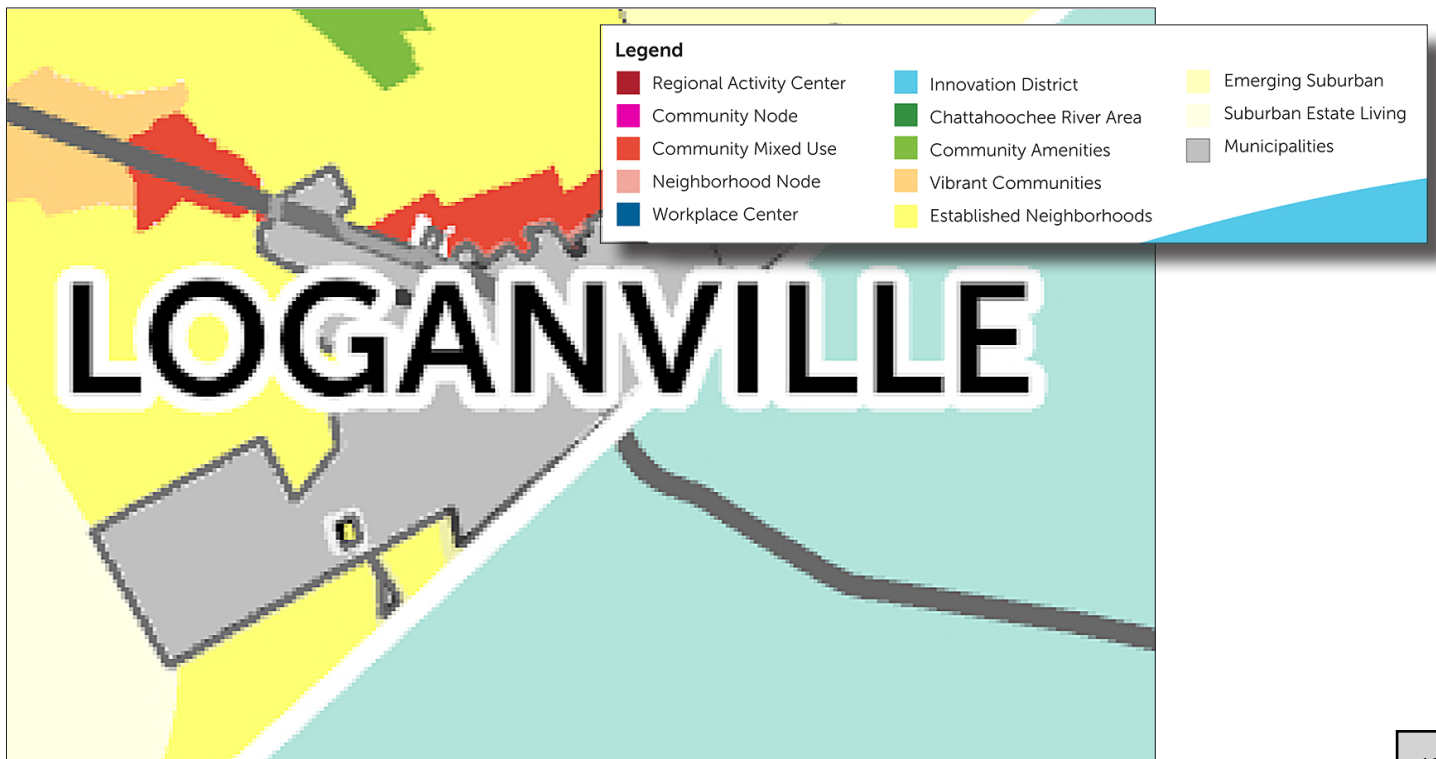 Legend
Regional Activity Center
Community Node
Community Mixed Use
Neighborhood Node
Workplace Center
Innovation District
Chattahoochee River Area
Community Amenities
Vibrant Communities
Established Neighborhoods
Emerging Suburban
Suburban Estate Living
Municipalities
LOGANVILLE